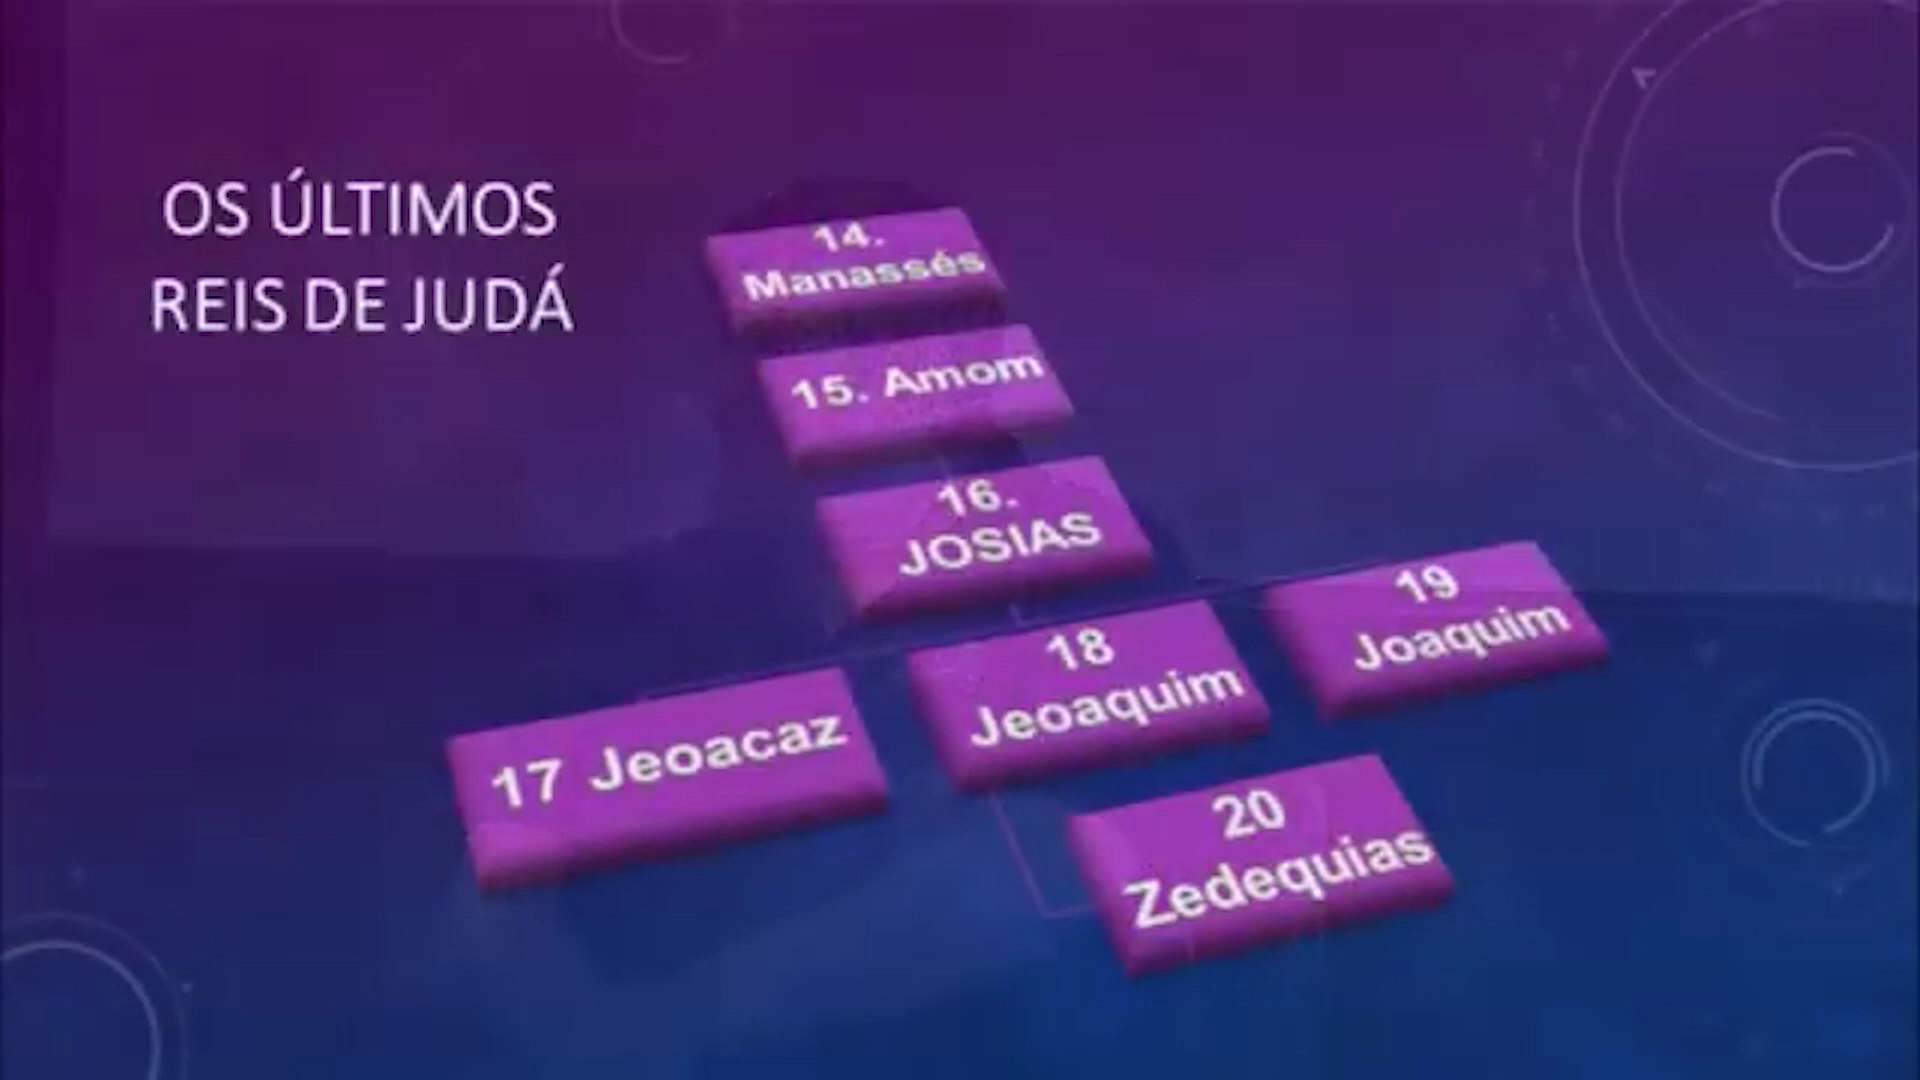 OS ÚLTIMOS
REIS DE JUDÁ
14.
Manassés
15. Amom
16.
JOSIAS
17 Jeoacaz
18
Jeoaquim
19
Joaquim
20
Zedequias